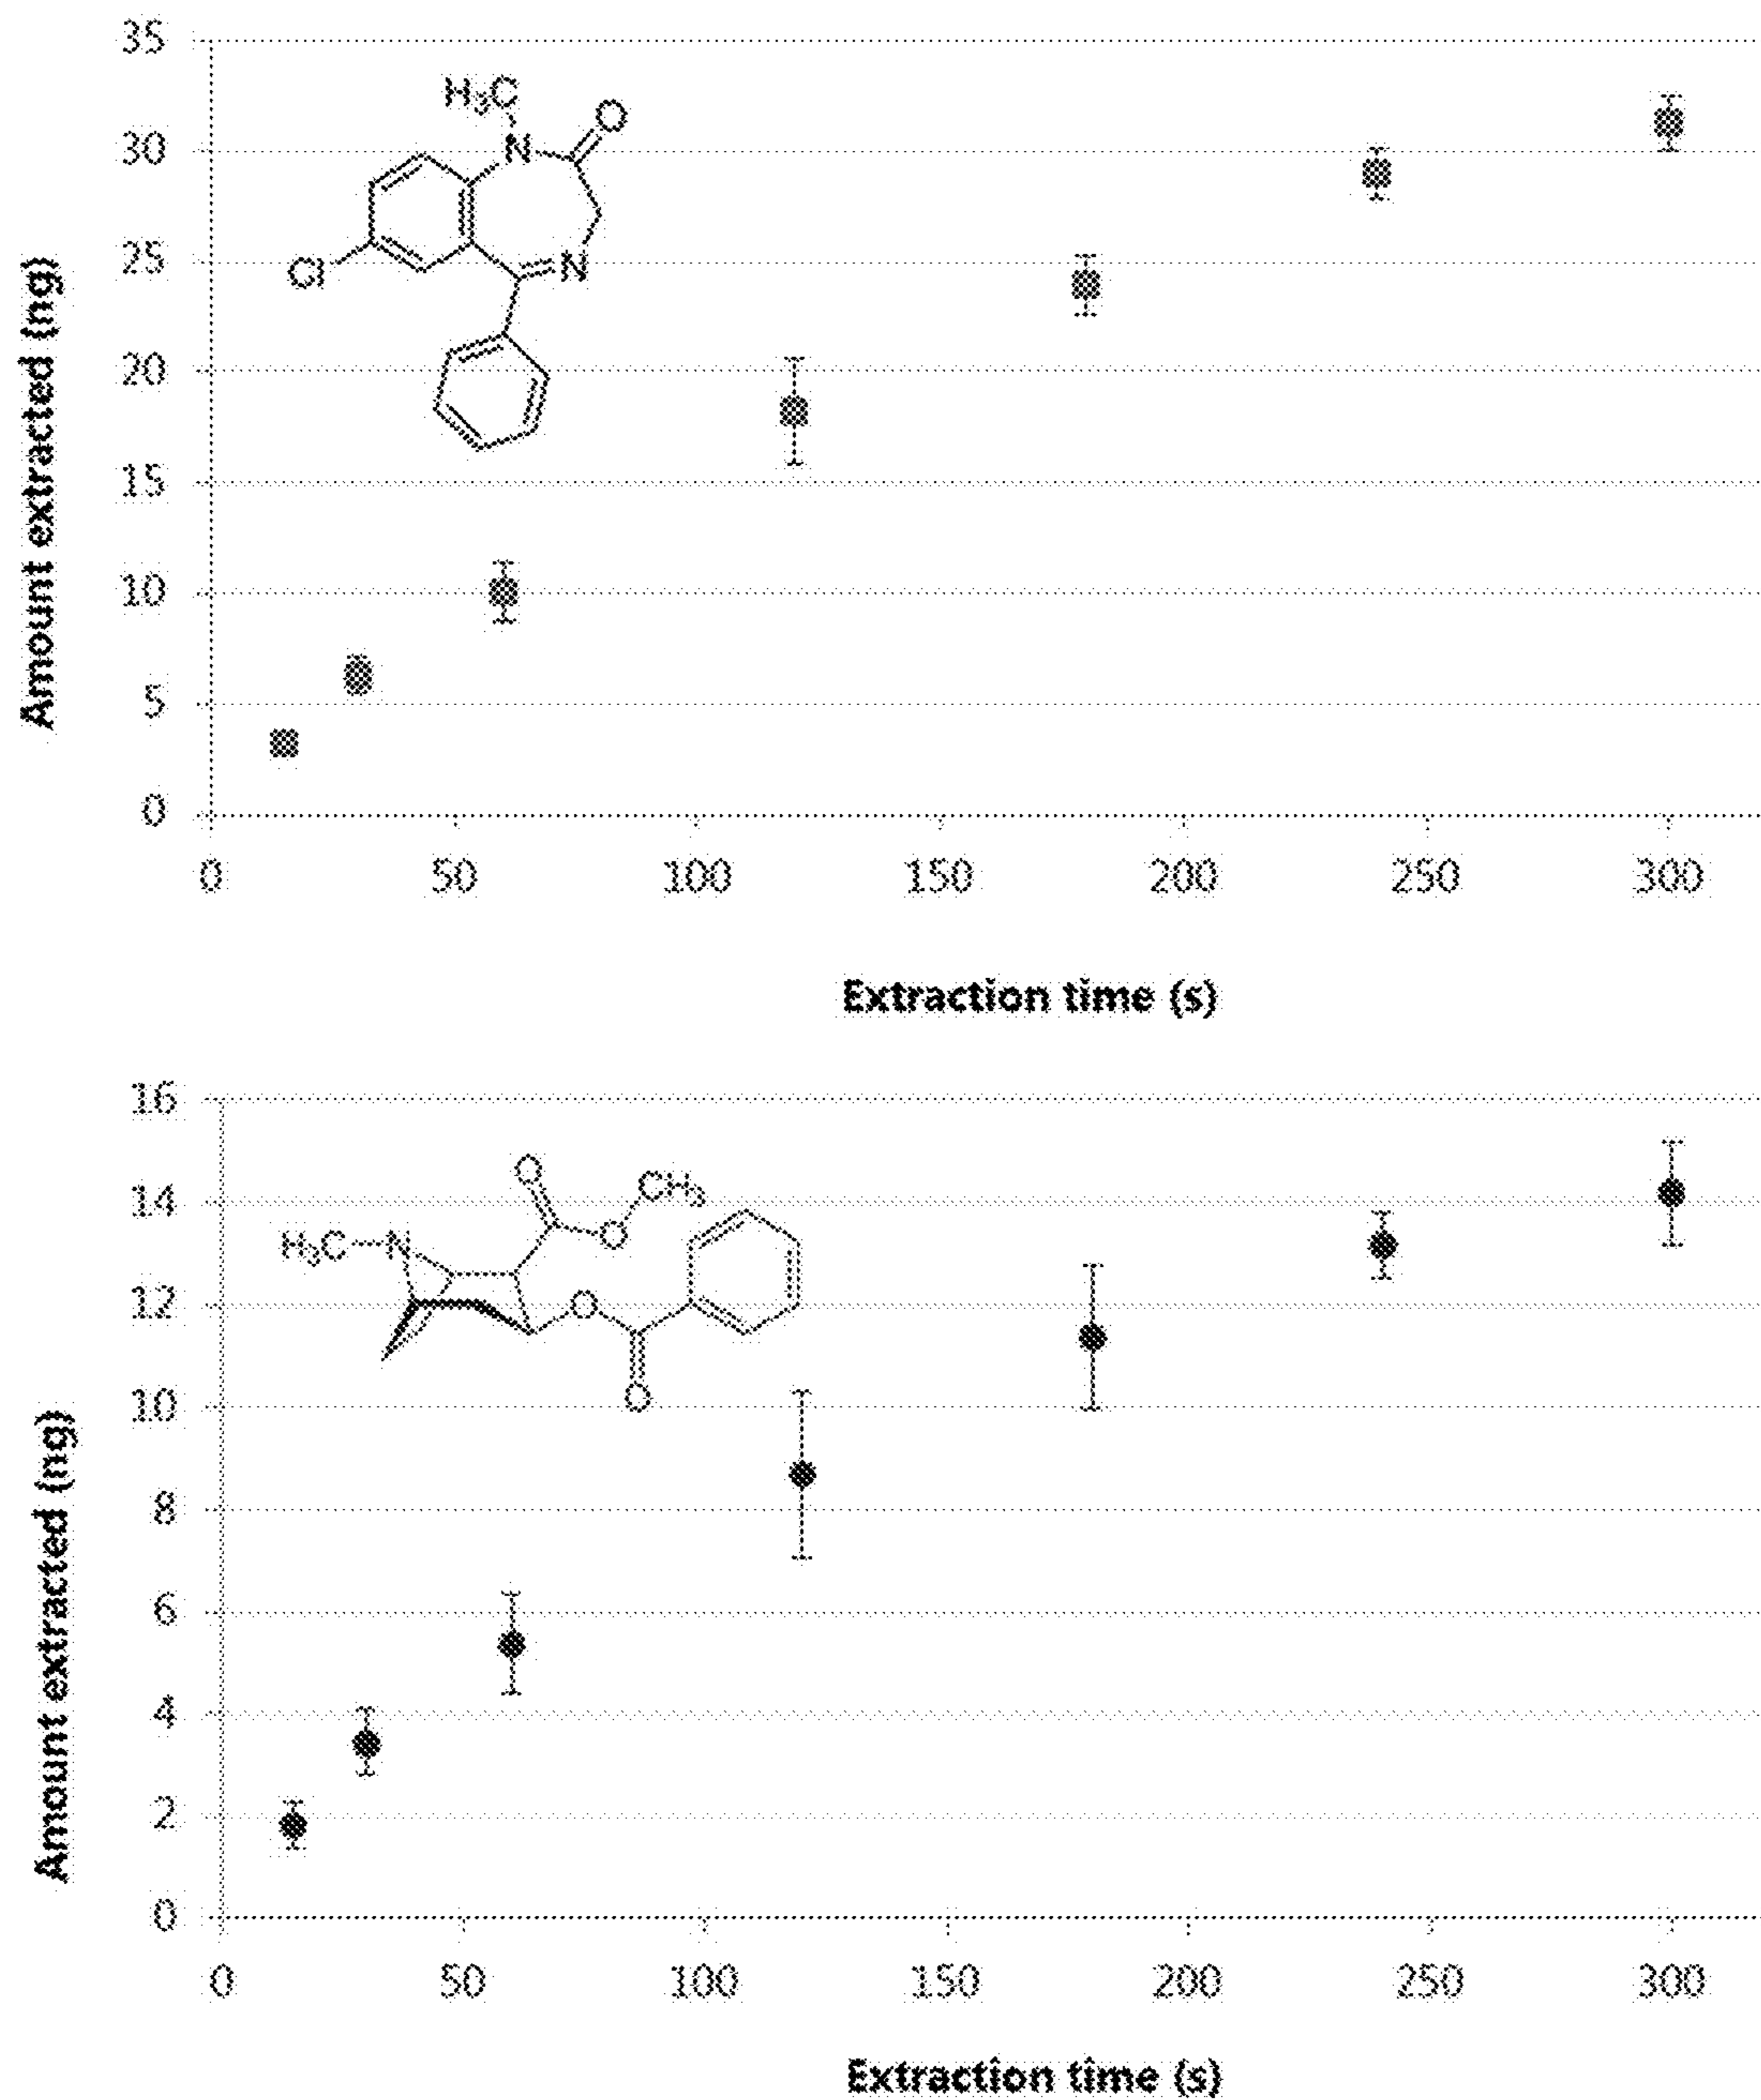 35
30
25
20
15
10
5
0
Amount extracted (ng)
H₃C
O
N
N
Cl
0 50 100 150 200 250 300
Extraction time (s)
16
14
12
10
8
6
4
2
0
Amount extracted (ng)
O
CH₃
H₃C N
O
O
O
0 50 100 150 200 250 300
Extraction time (s)